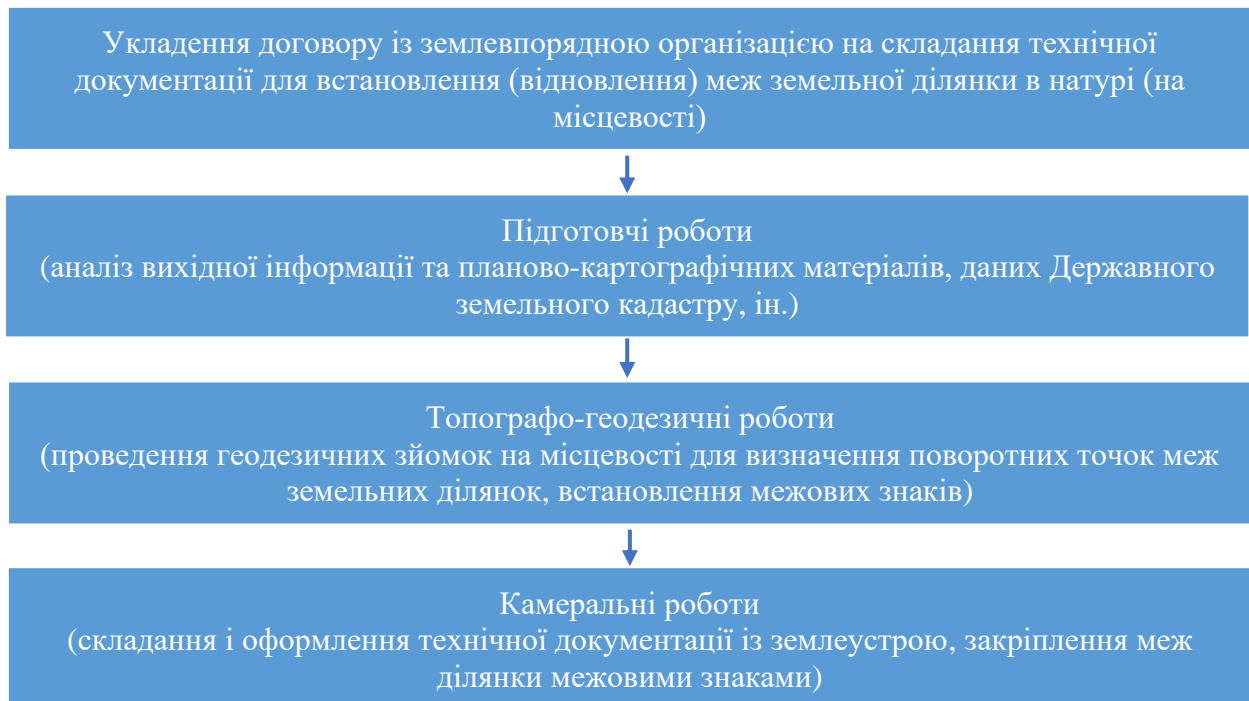 Укладення договору із землевпорядною організацією на складання технічної
документації для встановлення (відновлення) меж земельної ділянки в натурі (на
місцевості)
Підготовчі роботи
(аналіз вихідної інформації та планово-картографічних матеріалів, даних Державного
земельного кадастру, ін.)
Топографо-геодезичні роботи
(проведення геодезичних зйомок на місцевості для визначення поворотних точок меж
земельних ділянок, встановлення межових знаків)
Камеральні роботи
(складання і оформлення технічної документації із землеустрою, закріплення меж
ділянки межовими знаками)